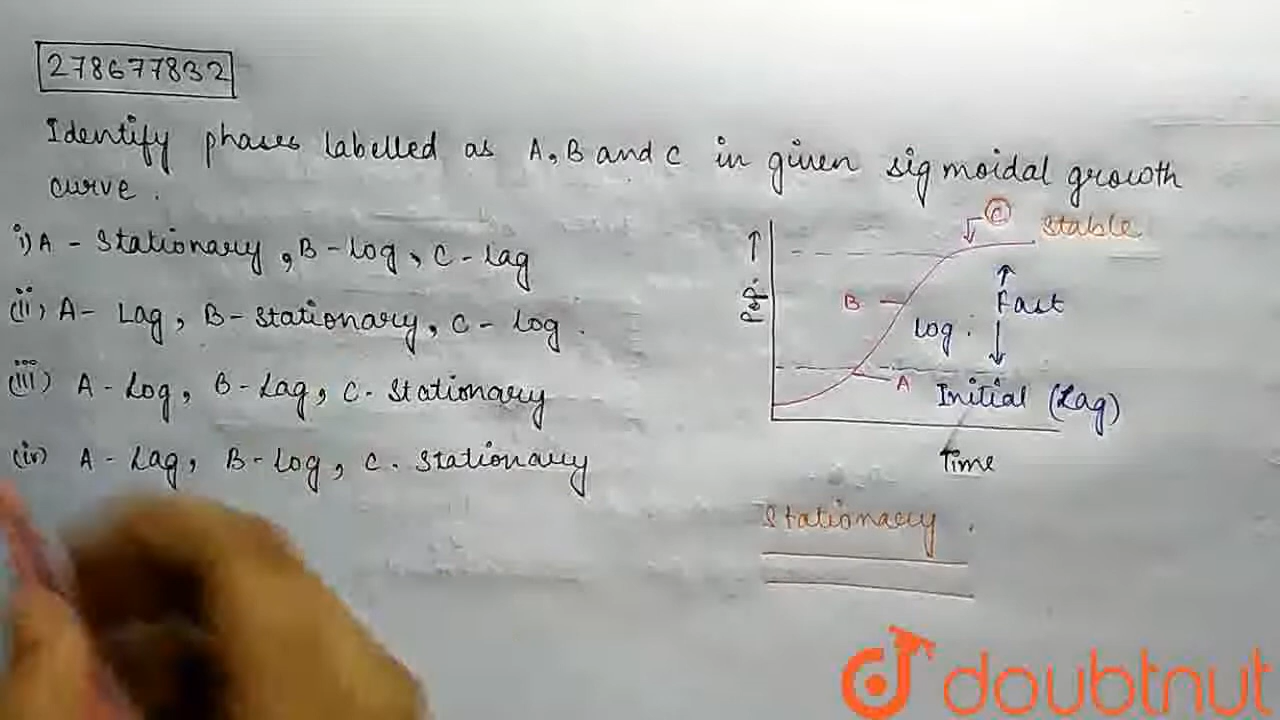 278677832
Identify phases labelled as A, B and C in given sigmoidal growth
curve.
i) A - Stationary, B - Log, C - Lag
(ii) A - Lag, B - Stationary, C - Log.
(iii) A - Log, B - Lag, C - Stationary
(iv) A - Lag, B - Log, C - Stationary
C
Stable
Pop.
B
Fast
Log.
A
Initial (Lag)
Time
Stationary.
doubtnut